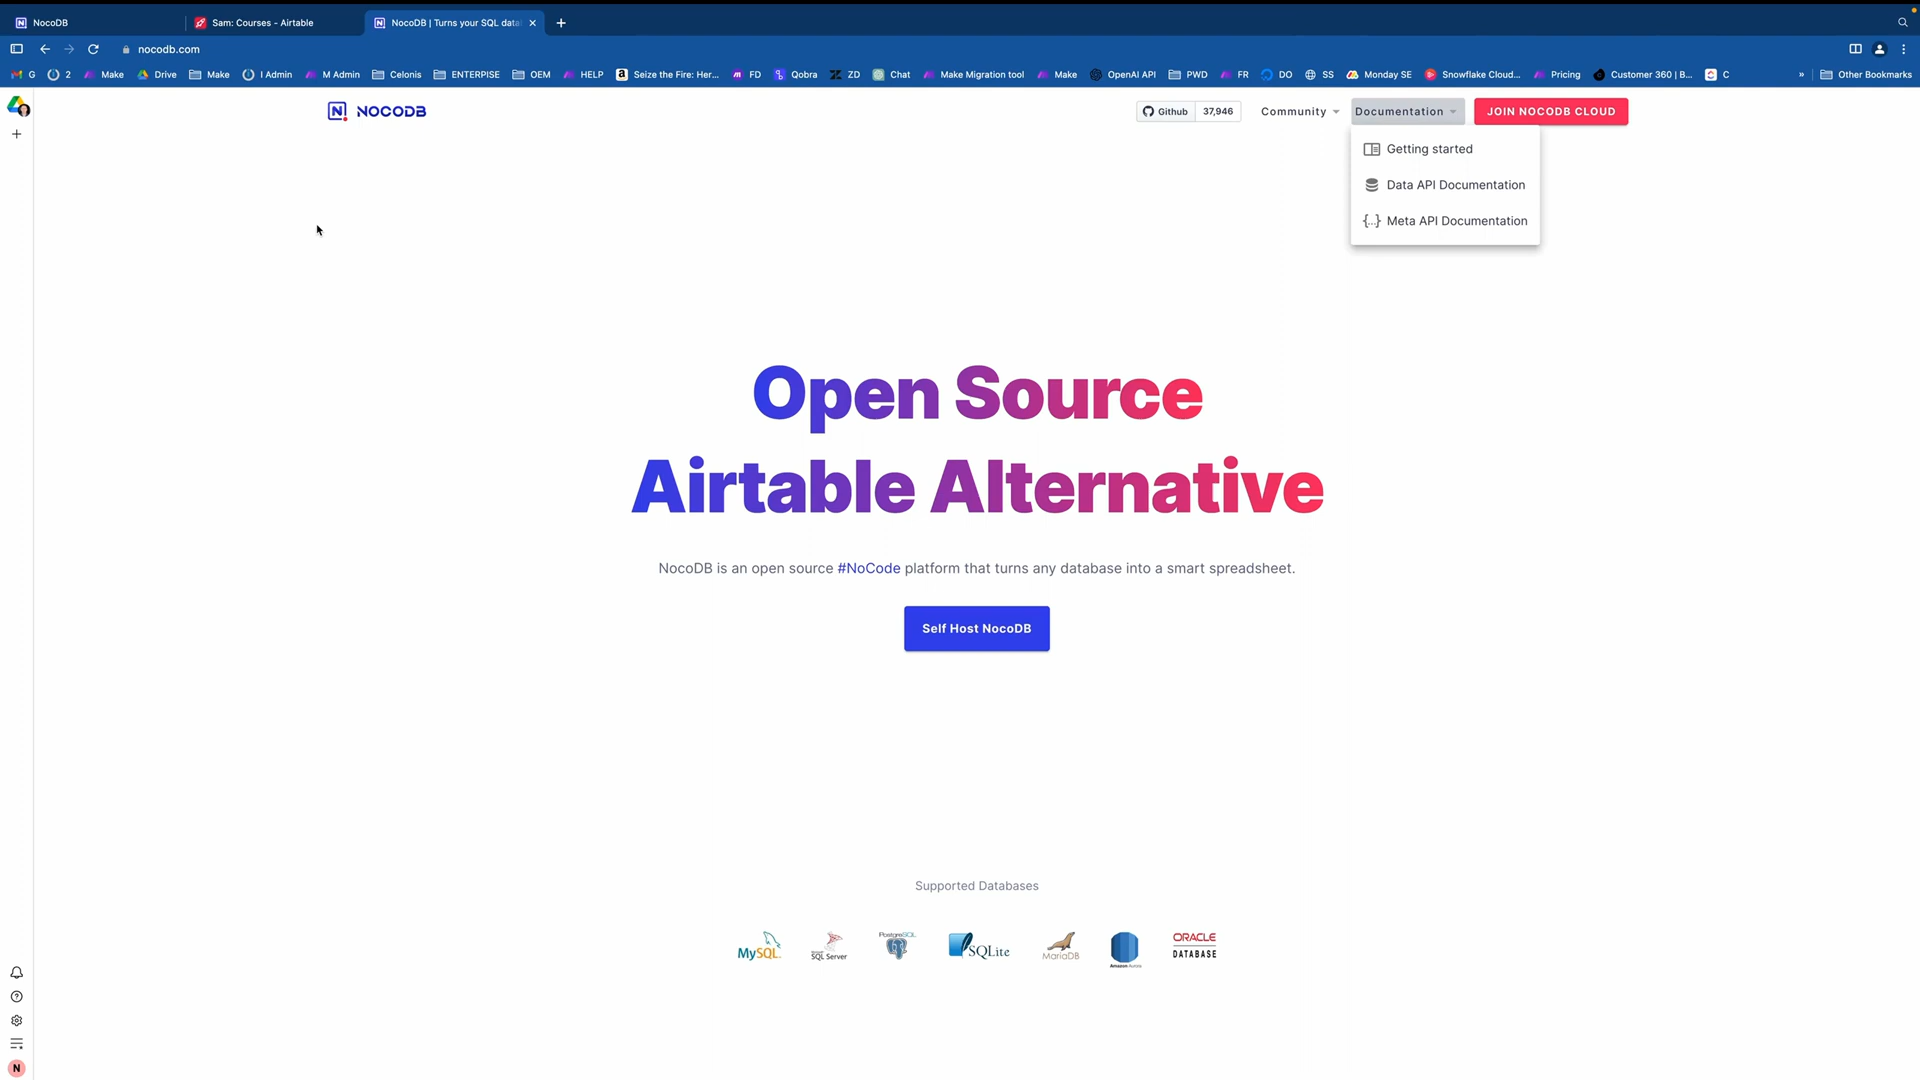 NocoDB
Sam: Courses - Airtable
NocoDB | Turns your SQL data
nocodb.com
G
2
Make
Drive
Make
I Admin
M Admin
Celonis
ENTERPISE
OEM
HELP
Seize the Fire: Her...
FD
Qobra
ZD
Chat
Make Migration tool
Make
OpenAI API
PWD
FR
DO
SS
Monday SE
Snowflake Cloud...
Pricing
Customer 360 | B...
C
»
Other Bookmarks
NOCODB
Github
37,946
Community
Documentation
JOIN NOCODB CLOUD
Getting started
Data API Documentation
Meta API Documentation
Open Source
Airtable Alternative
NocoDB is an open source #NoCode platform that turns any database into a smart spreadsheet.
Self Host NocoDB
Supported Databases
MySQL
SQL Server
PostgreSQL
SQLite
MariaDB
Amazon Aurora
ORACLE
DATABASE
N